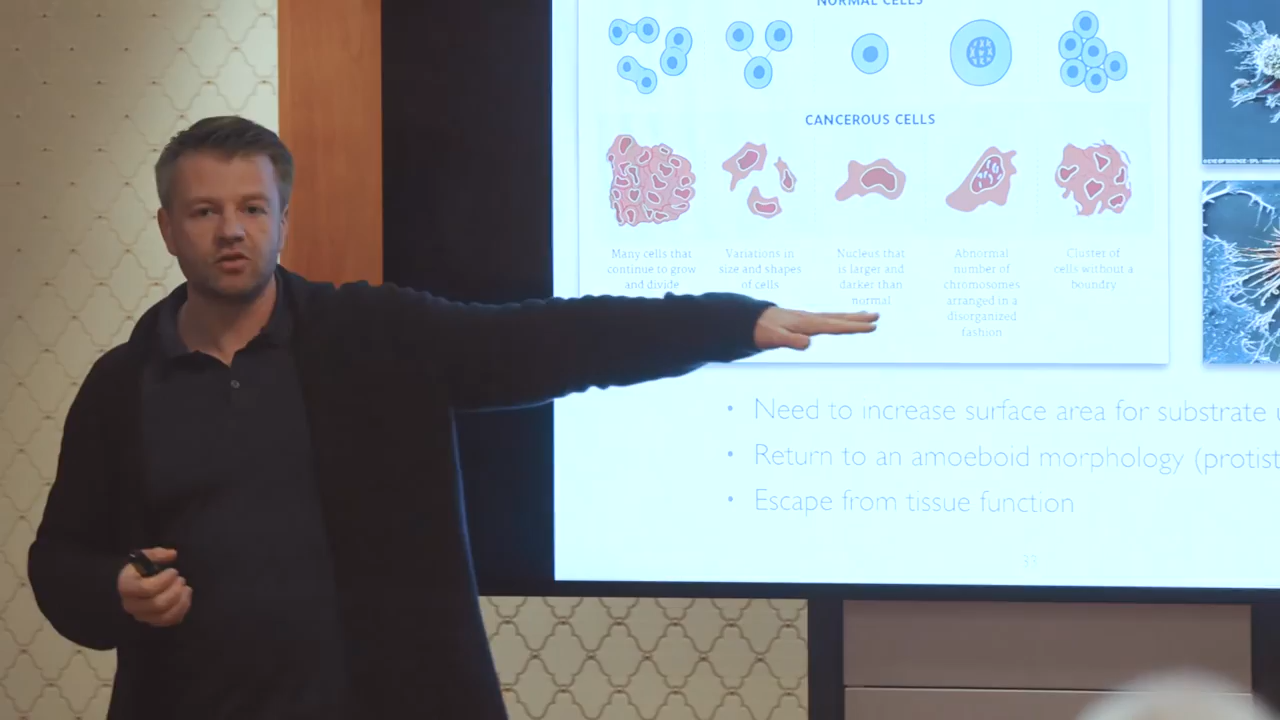 NORMAL CELLS
CANCEROUS CELLS
Many cells that
continue to grow
and divide
Variations in
size and shapes
of cells
Nucleus that
is larger and
darker than
normal
Abnormal
number of
chromosomes
arranged in a
disorganized
fashion
Cluster of
cells without a
boundry
• Need to increase surface area for substrate
• Return to an amoeboid morphology (protist
• Escape from tissue function
33